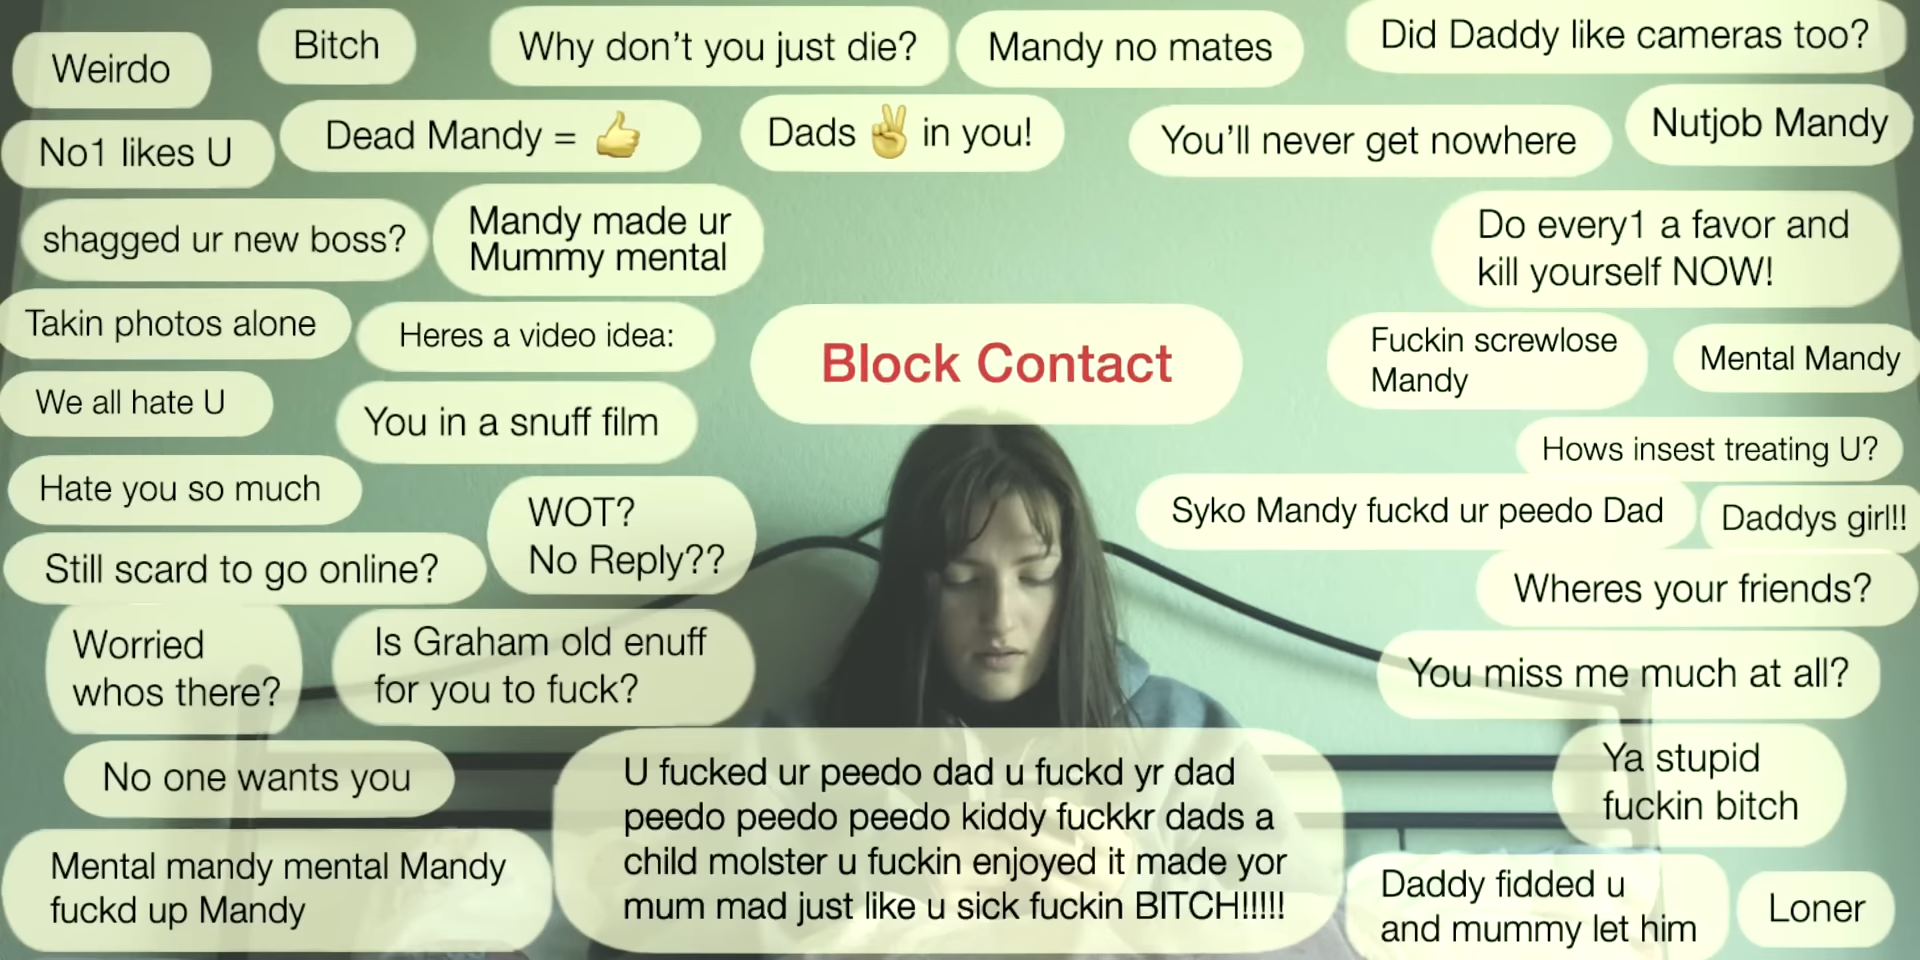 Weirdo
Bitch
Why don't you just die?
Mandy no mates
Did Daddy like cameras too?
No1 likes U
Dead Mandy = 👍
Dads ✌️ in you!
You'll never get nowhere
Nutjob Mandy
shagged ur new boss?
Mandy made ur
Mummy mental
Do every1 a favor and
kill yourself NOW!
Takin photos alone
Heres a video idea:
Block Contact
Fuckin screwlose
Mandy
Mental Mandy
We all hate U
You in a snuff film
Hows insest treating U?
Hate you so much
WOT?
No Reply??
Syko Mandy fuckd ur peedo Dad
Daddys girl!!
Still scard to go online?
Wheres your friends?
Worried
whos there?
Is Graham old enuff
for you to fuck?
You miss me much at all?
No one wants you
U fucked ur peedo dad u fuckd yr dad
peedo peedo peedo kiddy fuckkr dads a
child molster u fuckin enjoyed it made yor
mum mad just like u sick fuckin BITCH!!!!!
Ya stupid
fuckin bitch
Mental mandy mental Mandy
fuckd up Mandy
Daddy fidded u
and mummy let him
Loner